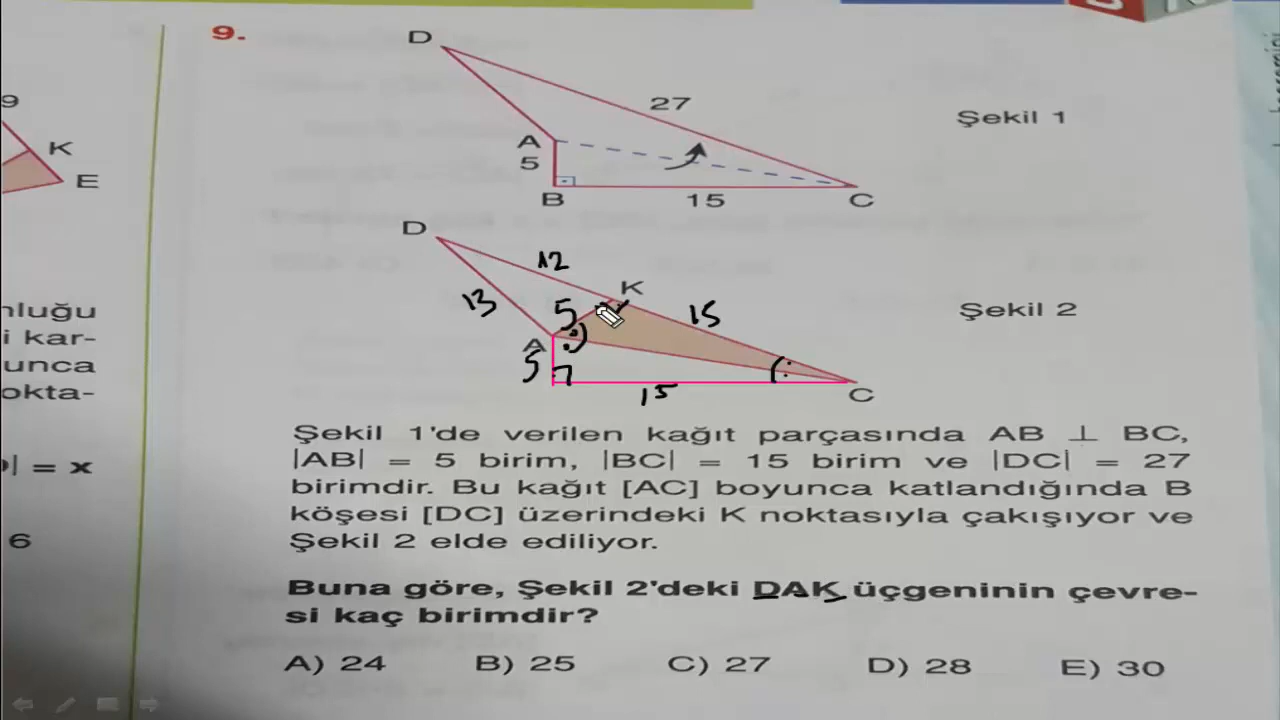 9.
D
27
Şekil 1
A
5
B
15
C
9
K
E
D
12
K
13
5
15
Şekil 2
A
5
15
C
nluğu
i kar-
unca
okta-
| = x
6
Şekil 1'de verilen kağıt parçasında AB ⊥ BC,
|AB| = 5 birim, |BC| = 15 birim ve |DC| = 27
birimdir. Bu kağıt [AC] boyunca katlandığında B
köşesi [DC] üzerindeki K noktasıyla çakışıyor ve
Şekil 2 elde ediliyor.
Buna göre, Şekil 2'deki DAK üçgeninin çevre-
si kaç birimdir?
A) 24 B) 25 C) 27 D) 28 E) 30